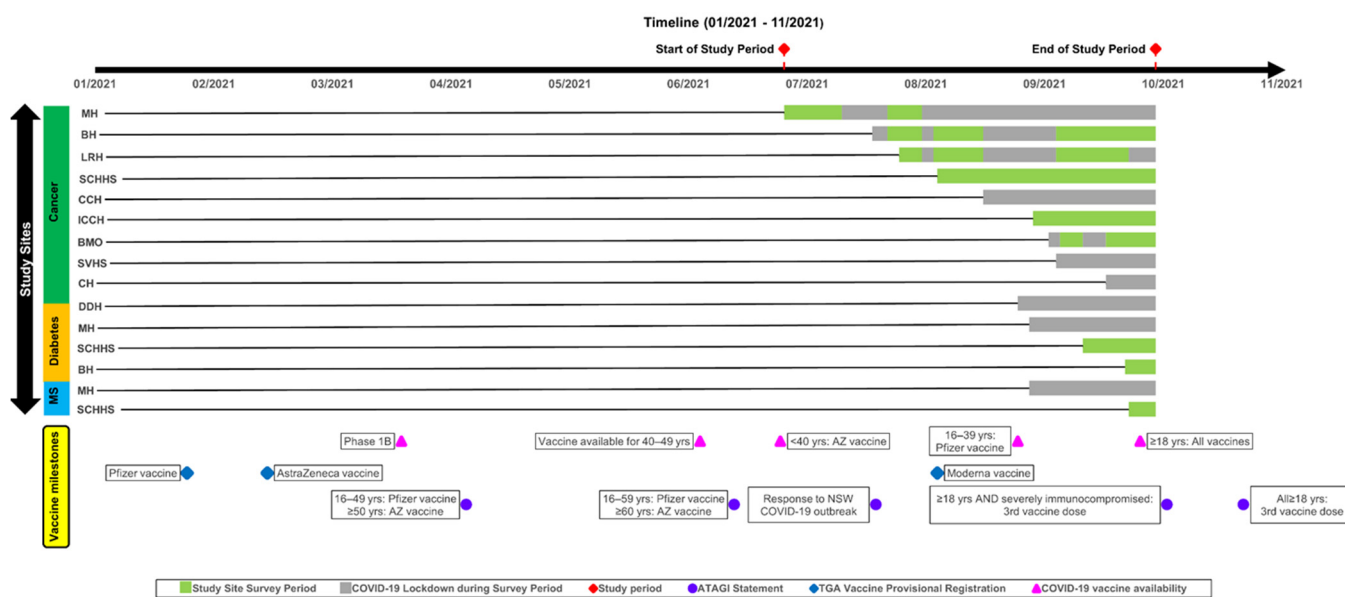 Timeline (01/2021 - 11/2021)
Start of Study Period
End of Study Period
01/2021 02/2021 03/2021 04/2021 05/2021 06/2021 07/2021 08/2021 09/2021 10/2021 11/2021
Study Sites
Cancer
MH
BH
LRH
SCHHS
CCH
ICCH
BMO
SVHS
CH
Diabetes
DDH
MH
SCHHS
BH
MS
MH
SCHHS
Vaccine milestones
Phase 1B
Vaccine available for 40–49 yrs
<40 yrs: AZ vaccine
16–39 yrs:
Pfizer vaccine
≥18 yrs: All vaccines
Pfizer vaccine
AstraZeneca vaccine
Moderna vaccine
16–49 yrs: Pfizer vaccine
≥50 yrs: AZ vaccine
16–59 yrs: Pfizer vaccine
≥60 yrs: AZ vaccine
Response to NSW
COVID-19 outbreak
≥18 yrs AND severely immunocompromised:
3rd vaccine dose
All≥18 yrs:
3rd vaccine dose
Study Site Survey Period COVID-19 Lockdown during Survey Period Study period ATAGI Statement TGA Vaccine Provisional Registration COVID-19 vaccine availability